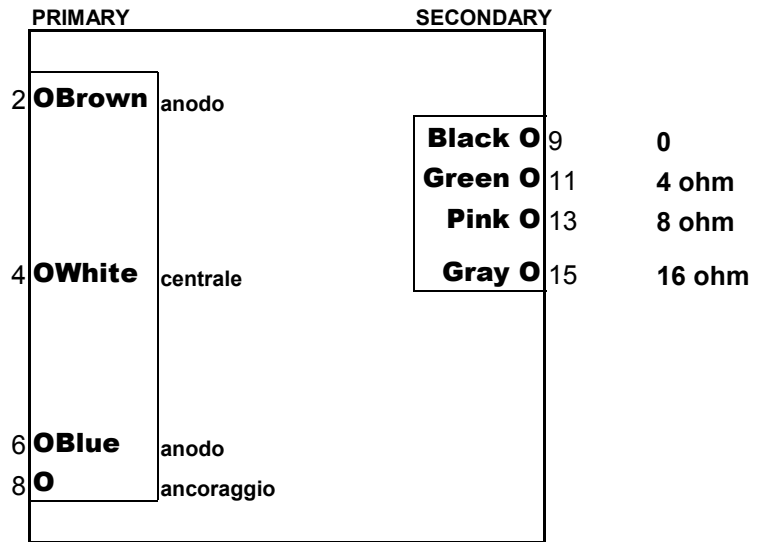 PRIMARY SECONDARY
2 OBrown anodo
Black O 9 0
Green O 11 4 ohm
Pink O 13 8 ohm
4 OWhite centrale
Gray O 15 16 ohm
6 OBlue anodo
8 O ancoraggio